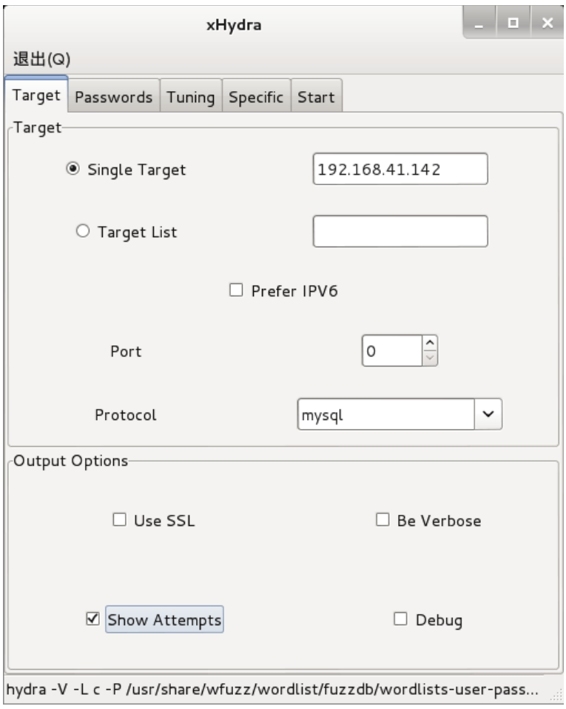 xHydra
退出(Q)
Target Passwords Tuning Specific Start
Target
Single Target 192.168.41.142
Target List
Prefer IPV6
Port 0
Protocol mysql
Output Options
Use SSL Be Verbose
Show Attempts Debug
hydra -V -L c -P /usr/share/wfuzz/wordlist/fuzzdb/wordlists-user-pass...